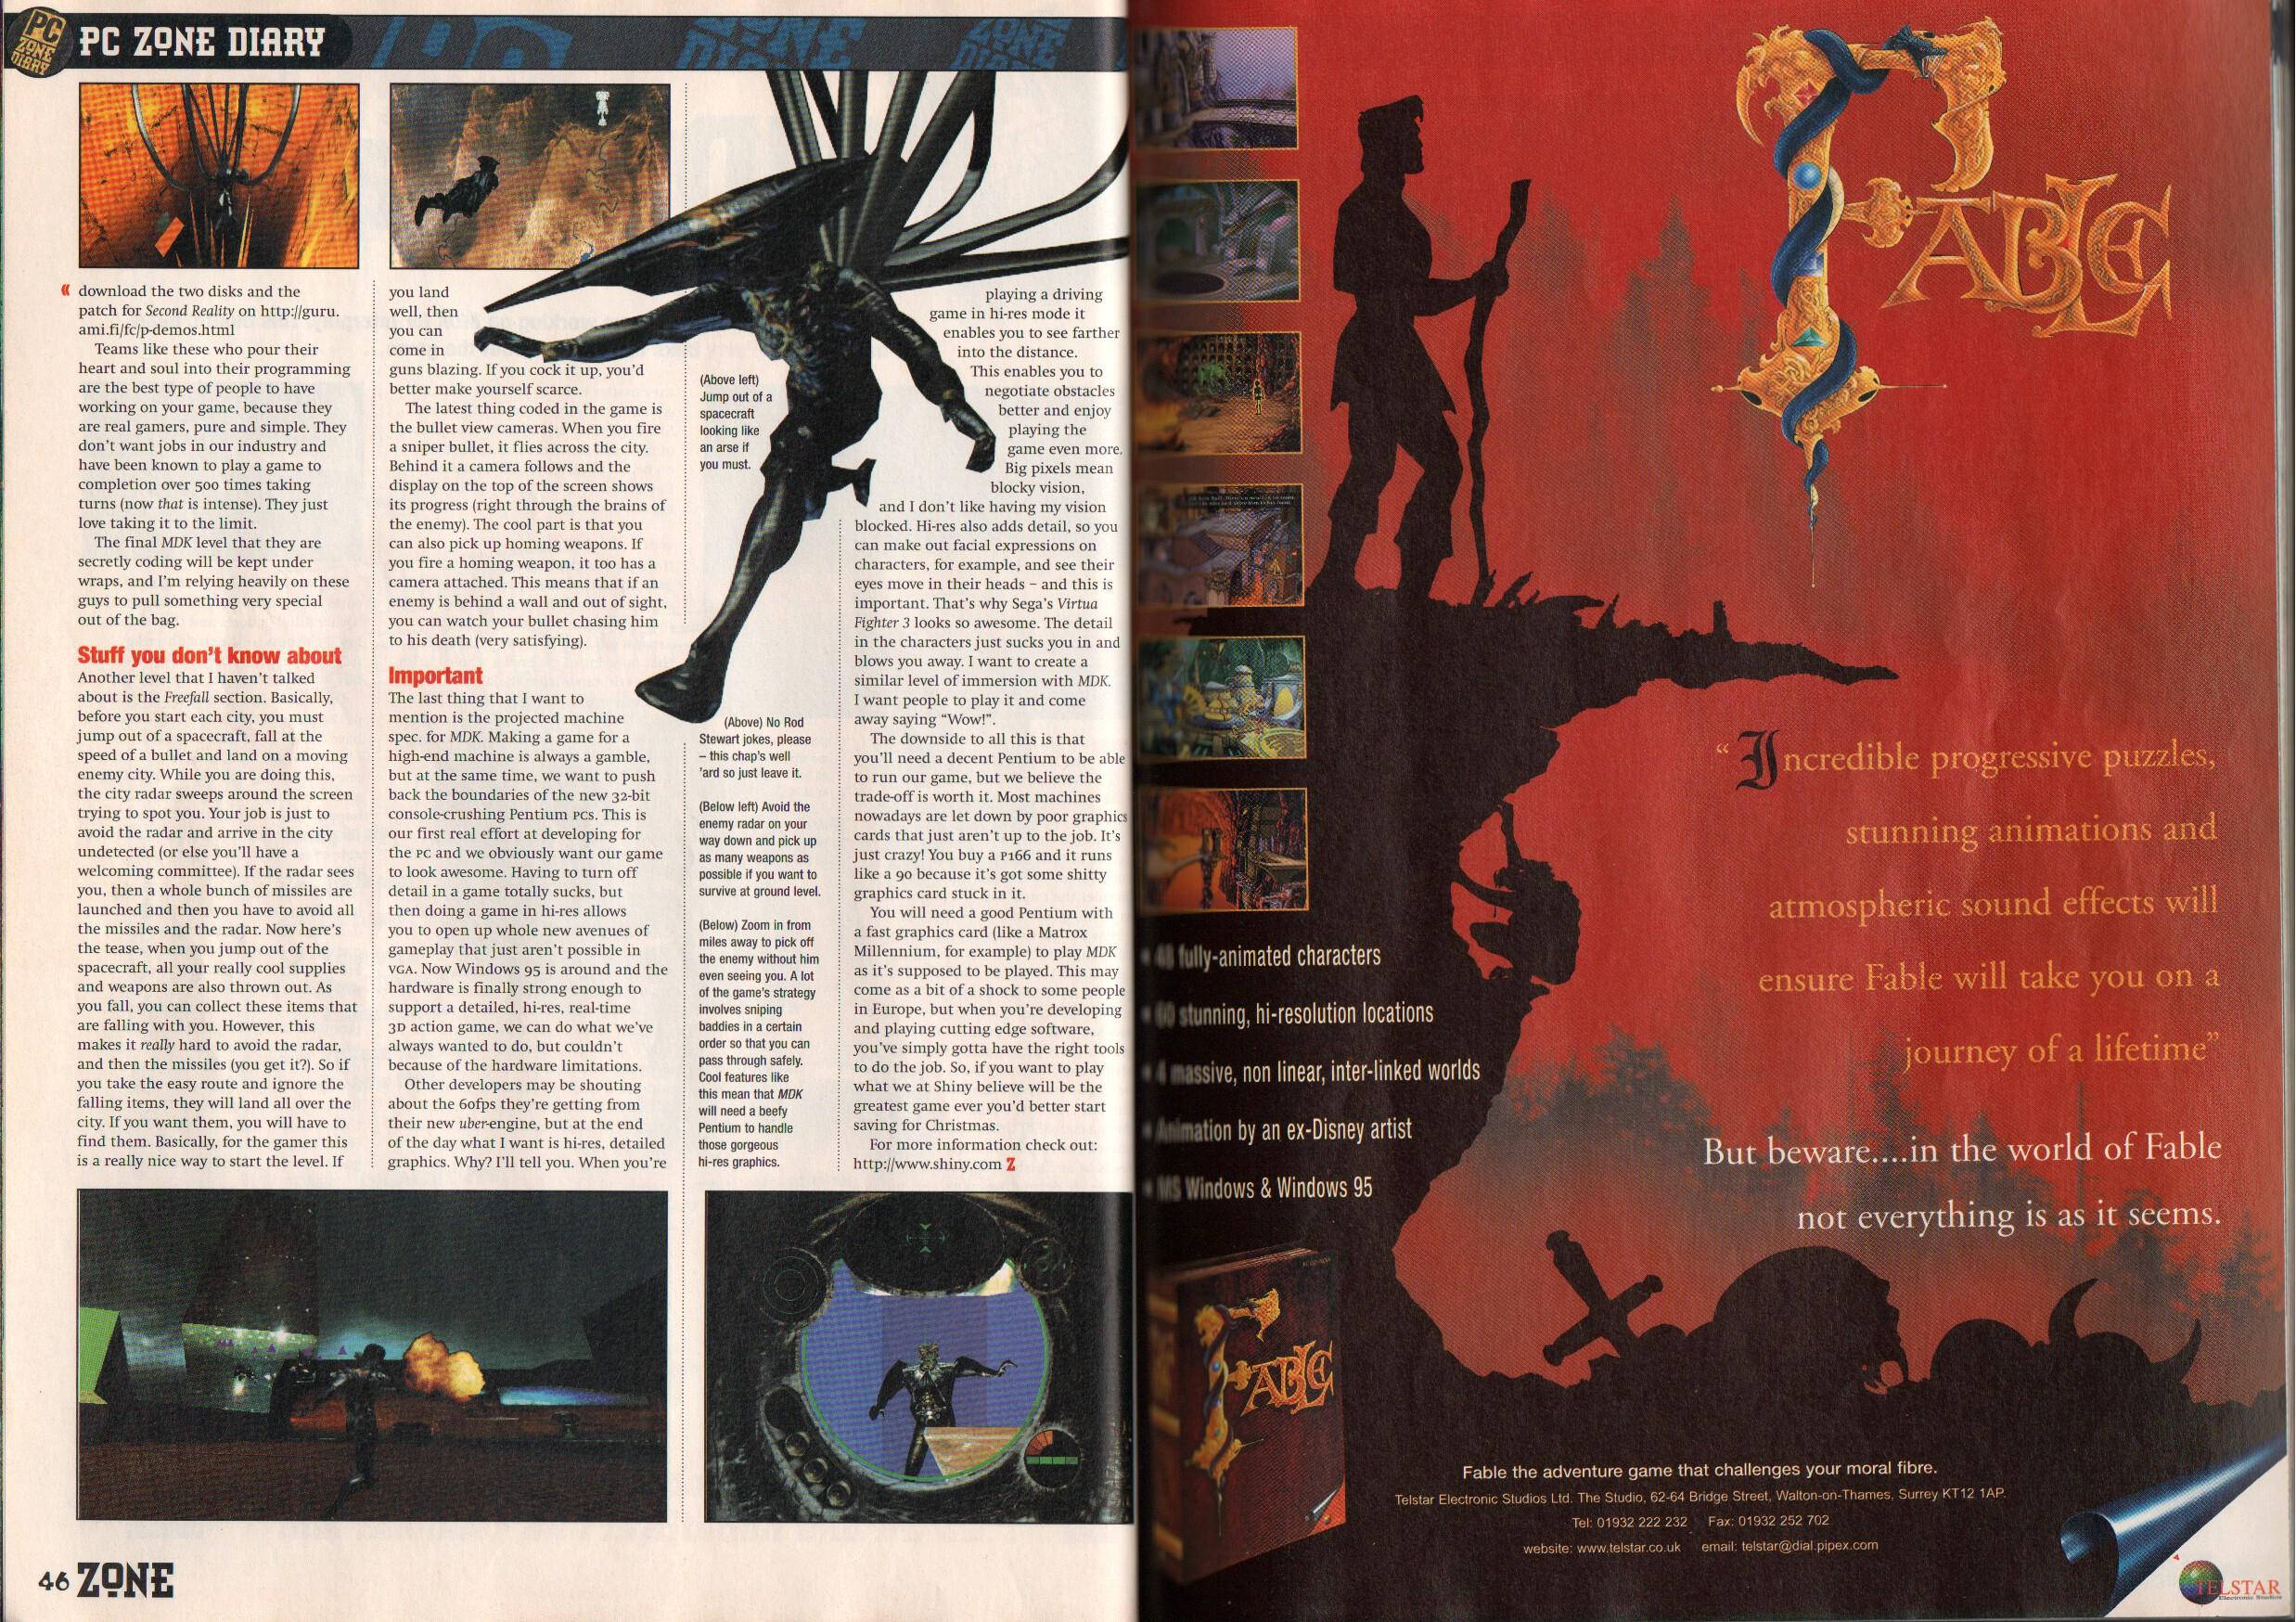 PC ZONE DIARY
PC ZONE DIARY
« download the two disks and the
patch for Second Reality on http://guru.
ami.fi/fc/p-demos.html
Teams like these who pour their
heart and soul into their programming
are the best type of people to have
working on your game, because they
are real gamers, pure and simple. They
don't want jobs in our industry and
have been known to play a game to
completion over 500 times taking
turns (now that is intense). They just
love taking it to the limit.
The final MDK level that they are
secretly coding will be kept under
wraps, and I'm relying heavily on these
guys to pull something very special
out of the bag.
Stuff you don't know about
Another level that I haven't talked
about is the Freefall section. Basically,
before you start each city, you must
jump out of a spacecraft, fall at the
speed of a bullet and land on a moving
enemy city. While you are doing this,
the city radar sweeps around the screen
trying to spot you. Your job is just to
avoid the radar and arrive in the city
undetected (or else you'll have a
welcoming committee). If the radar sees
you, then a whole bunch of missiles are
launched and then you have to avoid all
the missiles and the radar. Now here's
the tease, when you jump out of the
spacecraft, all your really cool supplies
and weapons are also thrown out. As
you fall, you can collect these items that
are falling with you. However, this
makes it really hard to avoid the radar,
and then the missiles (you get it?). So if
you take the easy route and ignore the
falling items, they will land all over the
city. If you want them, you will have to
find them. Basically, for the gamer this
is a really nice way to start the level. If
you land
well, then
you can
come in
guns blazing. If you cock it up, you'd
better make yourself scarce.
The latest thing coded in the game is
the bullet view cameras. When you fire
a sniper bullet, it flies across the city.
Behind it a camera follows and the
display on the top of the screen shows
its progress (right through the brains of
the enemy). The cool part is that you
can also pick up homing weapons. If
you fire a homing weapon, it too has a
camera attached. This means that if an
enemy is behind a wall and out of sight,
you can watch your bullet chasing him
to his death (very satisfying).
Important
The last thing that I want to
mention is the projected machine
spec. for MDK. Making a game for a
high-end machine is always a gamble,
but at the same time, we want to push
back the boundaries of the new 32-bit
console-crushing Pentium PCs. This is
our first real effort at developing for
the PC and we obviously want our game
to look awesome. Having to turn off
detail in a game totally sucks, but
then doing a game in hi-res allows
you to open up whole new avenues of
gameplay that just aren't possible in
VGA. Now Windows 95 is around and the
hardware is finally strong enough to
support a detailed, hi-res, real-time
3D action game, we can do what we've
always wanted to do, but couldn't
because of the hardware limitations.
Other developers may be shouting
about the 60fps they're getting from
their new uber-engine, but at the end
of the day what I want is hi-res, detailed
graphics. Why? I'll tell you. When you're
(Above left)
Jump out of a
spacecraft
looking like
an arse if
you must.
(Above) No Rod
Stewart jokes, please
– this chap's well
'ard so just leave it.
(Below left) Avoid the
enemy radar on your
way down and pick up
as many weapons as
possible if you want to
survive at ground level.
(Below) Zoom in from
miles away to pick off
the enemy without him
even seeing you. A lot
of the game's strategy
involves sniping
baddies in a certain
order so that you can
pass through safely.
Cool features like
this mean that MDK
will need a beefy
Pentium to handle
those gorgeous
hi-res graphics.
playing a driving
game in hi-res mode it
enables you to see farther
into the distance.
This enables you to
negotiate obstacles
better and enjoy
playing the
game even more.
Big pixels mean
blocky vision,
and I don't like having my vision
blocked. Hi-res also adds detail, so you
can make out facial expressions on
characters, for example, and see their
eyes move in their heads – and this is
important. That's why Sega's Virtua
Fighter 3 looks so awesome. The detail
in the characters just sucks you in and
blows you away. I want to create a
similar level of immersion with MDK.
I want people to play it and come
away saying "Wow!".
The downside to all this is that
you'll need a decent Pentium to be able
to run our game, but we believe the
trade-off is worth it. Most machines
nowadays are let down by poor graphics
cards that just aren't up to the job. It's
just crazy! You buy a P166 and it runs
like a 90 because it's got some shitty
graphics card stuck in it.
You will need a good Pentium with
a fast graphics card (like a Matrox
Millennium, for example) to play MDK
as it's supposed to be played. This may
come as a bit of a shock to some people
in Europe, but when you're developing
and playing cutting edge software,
you've simply gotta have the right tools
to do the job. So, if you want to play
what we at Shiny believe will be the
greatest game ever you'd better start
saving for Christmas.
For more information check out:
http://www.shiny.com Z
46 ZONE
FABLE
"Incredible progressive puzzles,
stunning animations and
atmospheric sound effects will
ensure Fable will take you on a
journey of a lifetime"
But beware....in the world of Fable
not everything is as it seems.
fully-animated characters
stunning, hi-resolution locations
• 4 massive, non linear, inter-linked worlds
• Animation by an ex-Disney artist
• MS Windows & Windows 95
FABLE
Fable the adventure game that challenges your moral fibre.
Telstar Electronic Studios Ltd. The Studio, 62-64 Bridge Street, Walton-on-Thames, Surrey KT12 1AP.
Tel: 01932 222 232 Fax: 01932 252 702
website: www.telstar.co.uk email: telstar@dial.pipex.com
TELSTAR
Electronic Studios